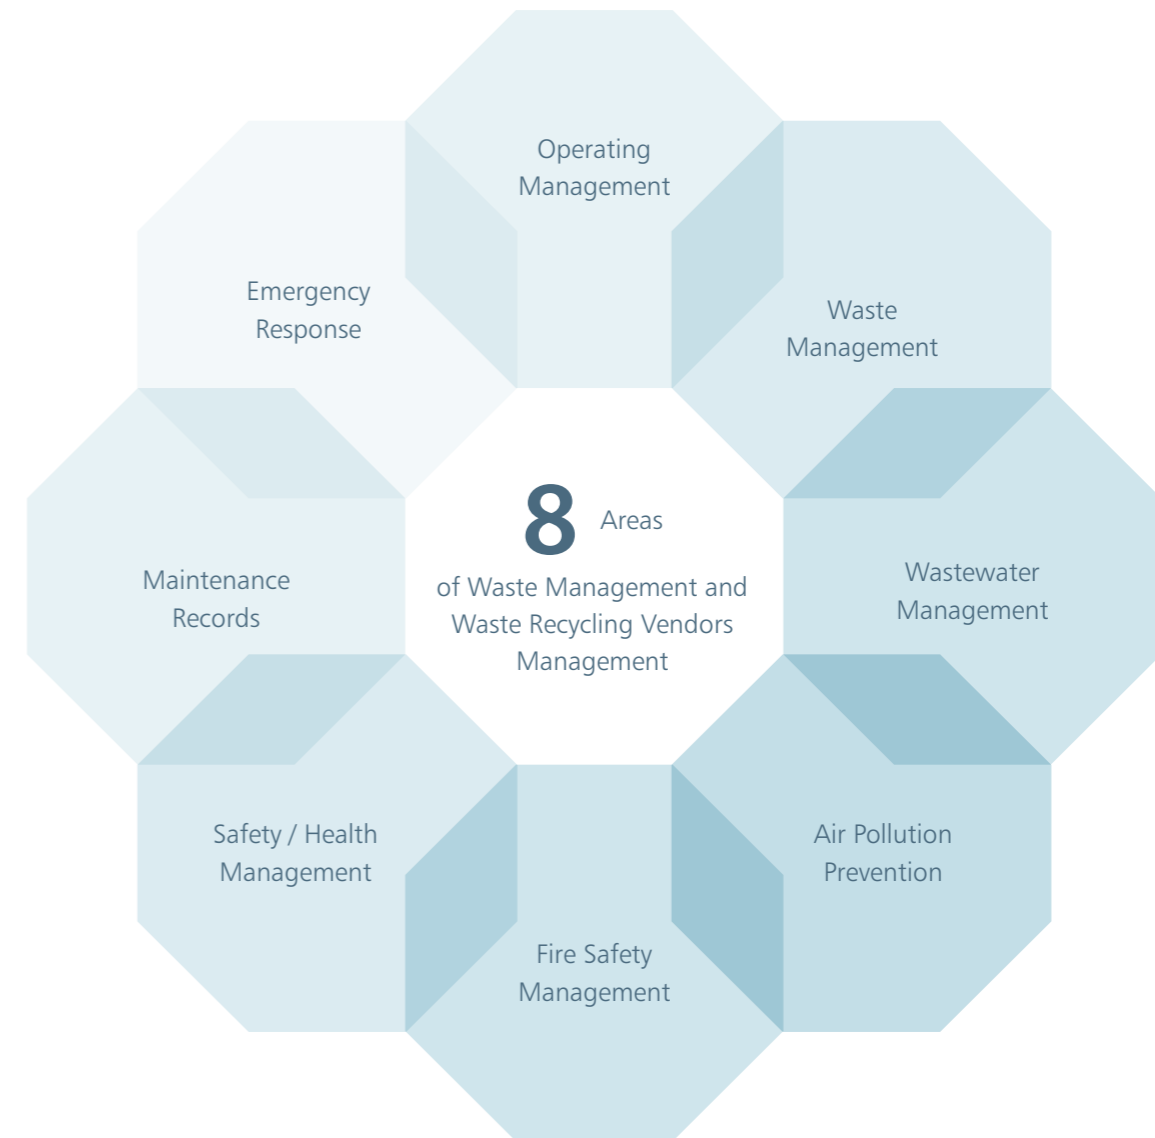 Operating
Management
Waste
Management
Wastewater
Management
Air Pollution
Prevention
Fire Safety
Management
Safety / Health
Management
Maintenance
Records
Emergency
Response
8 Areas
of Waste Management and
Waste Recycling Vendors
Management